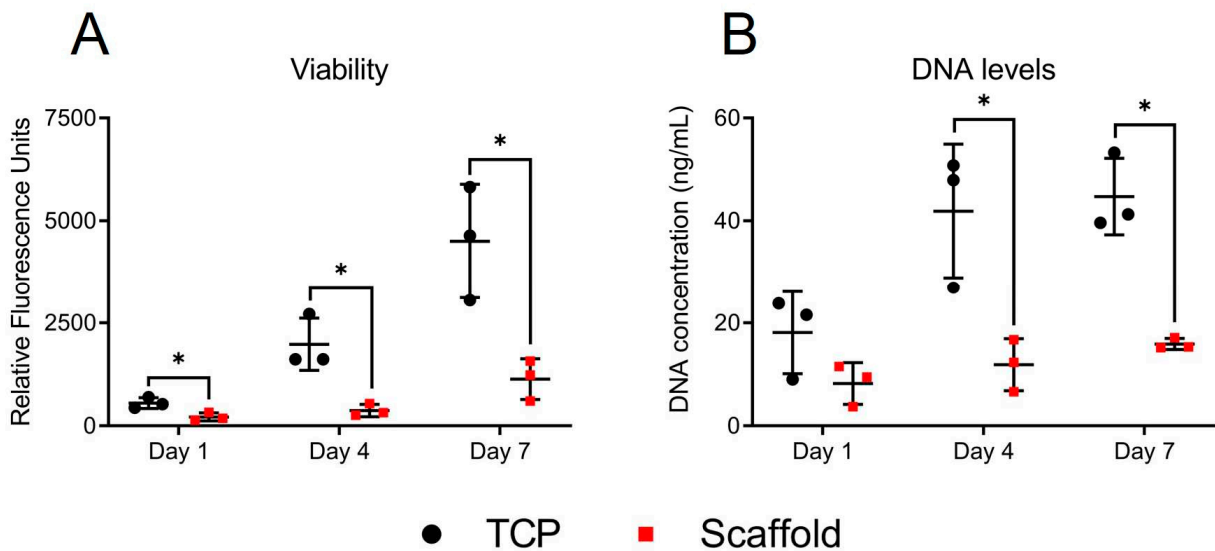 A
Viability
Relative Fluorescence Units
7500
5000
2500
0
*
*
*
Day 1
Day 4
Day 7
B
DNA levels
DNA concentration (ng/mL)
60
40
20
0
*
*
Day 1
Day 4
Day 7
TCP
Scaffold